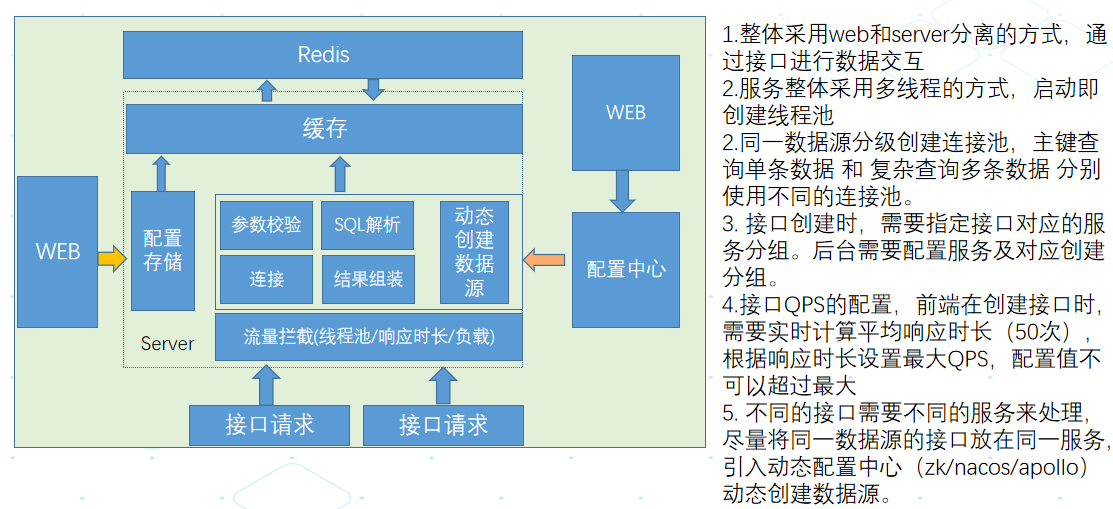 Redis
缓存
WEB
配置
存储
参数校验
SQL解析
连接
结果组装
动态
创建
数据
源
Server
流量拦截(线程池/响应时长/负载)
接口请求
接口请求
WEB
配置中心
1.整体采用web和server分离的方式，通
过接口进行数据交互
2.服务整体采用多线程的方式，启动即
创建线程池
2.同一数据源分级创建连接池，主键查
询单条数据 和 复杂查询多条数据 分别
使用不同的连接池。
3. 接口创建时，需要指定接口对应的服
务分组。后台需要配置服务及对应创建
分组。
4.接口QPS的配置，前端在创建接口时，
需要实时计算平均响应时长（50次），
根据响应时长设置最大QPS，配置值不
可以超过最大
5. 不同的接口需要不同的服务来处理，
尽量将同一数据源的接口放在同一服务，
引入动态配置中心（zk/nacos/apollo）
动态创建数据源。